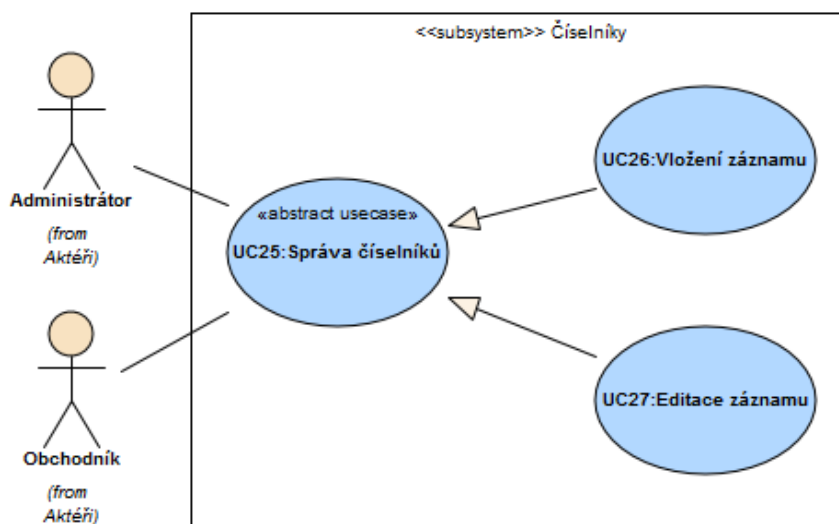 <<subsystem>> Číselníky
Administrátor
(from
Aktéři)
«abstract usecase»
UC25:Správa číselníků
UC26:Vložení záznamu
UC27:Editace záznamu
Obchodník
(from
Aktéři)